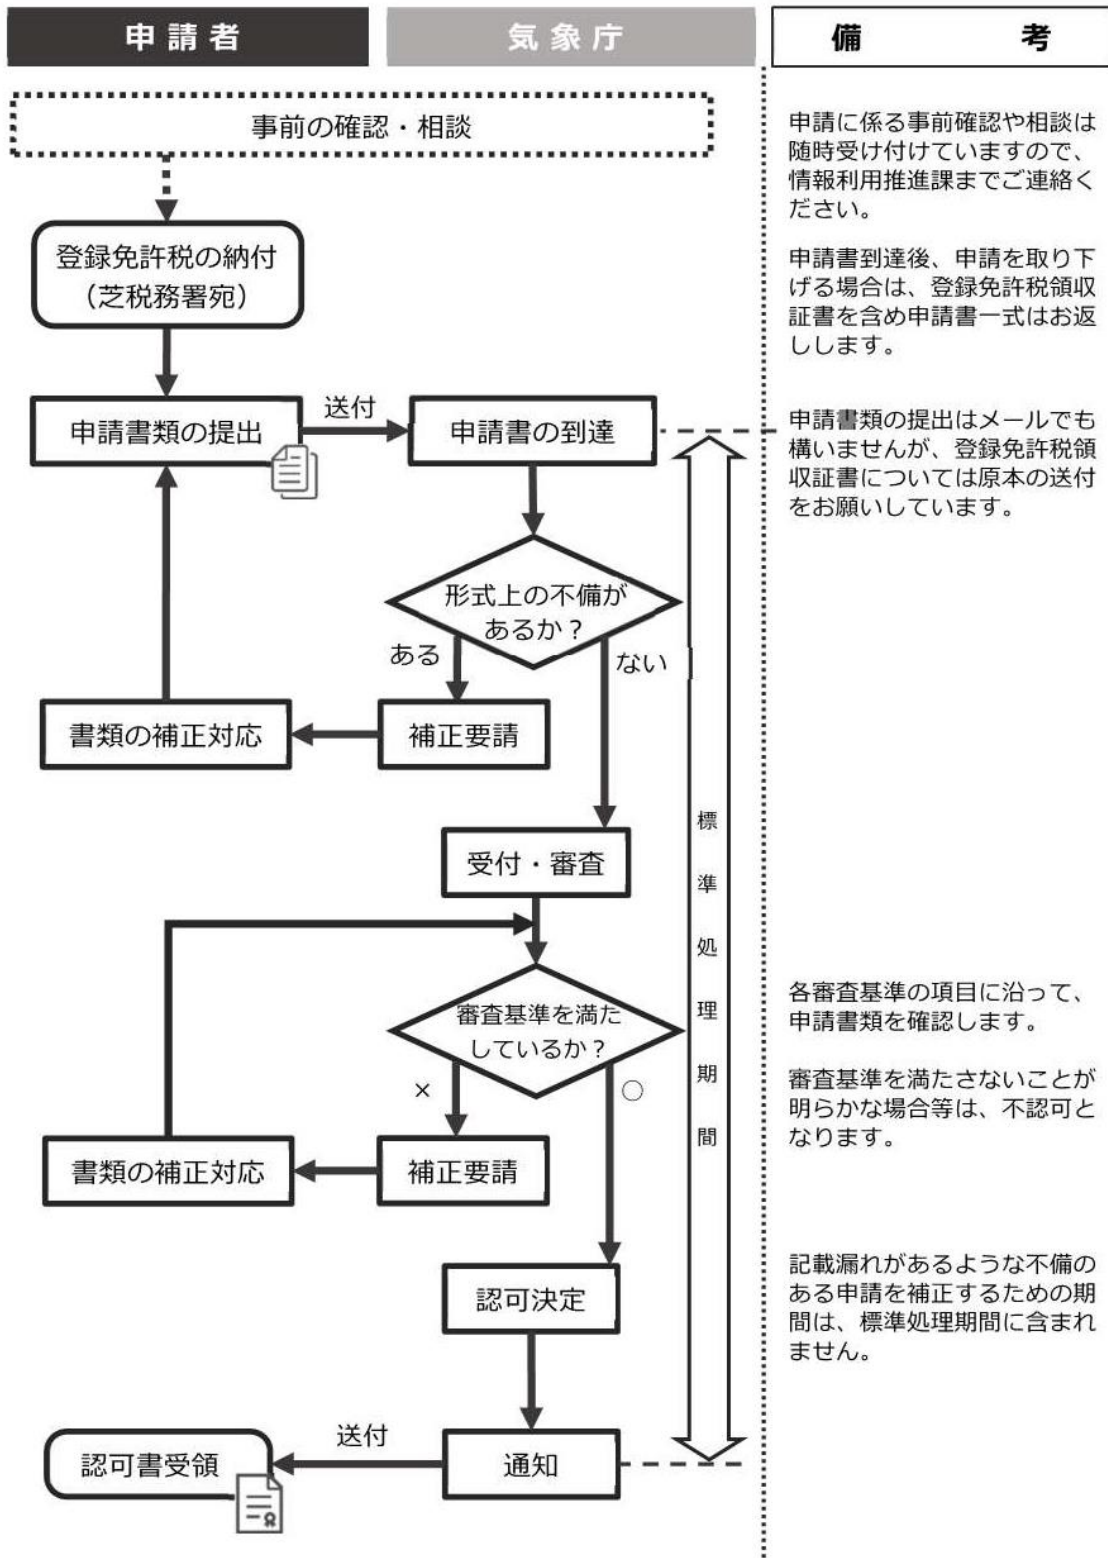 申請者
気象庁
備　考
事前の確認・相談
申請に係る事前確認や相談は
随時受け付けていますので、
情報利用推進課までご連絡く
ださい。
登録免許税の納付
（芝税務署宛）
申請書到達後、申請を取り下
げる場合は、登録免許税領収
証書を含め申請書一式はお返
しします。
申請書類の提出
送付
申請書の到達
申請書類の提出はメールでも
構いませんが、登録免許税領
収証書については原本の送付
をお願いしています。
形式上の不備が
あるか？
ある
ない
書類の補正対応
補正要請
標準処理期間
受付・審査
審査基準を満た
しているか？
×
○
各審査基準の項目に沿って、
申請書類を確認します。
審査基準を満たさないことが
明らかな場合等は、不認可と
なります。
書類の補正対応
補正要請
認可決定
記載漏れがあるような不備の
ある申請を補正するための期
間は、標準処理期間に含まれ
ません。
認可書受領
送付
通知